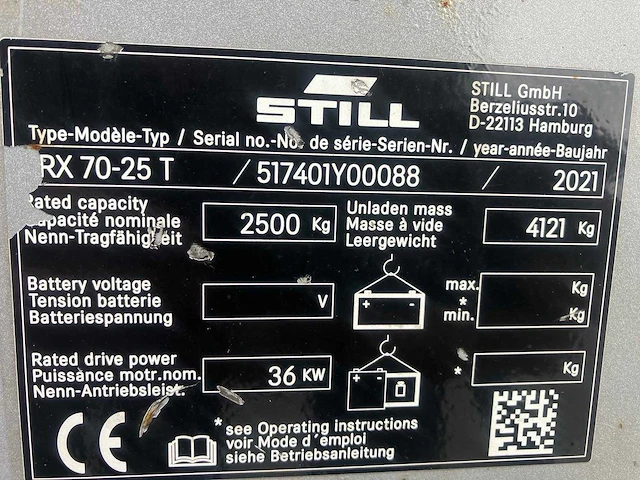 STILL
STILL GmbH
Berzeliusstr.10
D-22113 Hamburg
Type-Modèle-Typ / Serial no.-No. de série-Serien-Nr. / year-année-Baujahr
RX 70-25 T / 517401Y00088 / 2021
Rated capacity
capacité nominale
Nenn-Tragfähigkeit
2500 Kg
Unladen mass
Masse à vide
Leergewicht
4121 Kg
Battery voltage
Tension batterie
Batteriespannung
V
+ -
max.
*
min.
Kg
Kg
Rated drive power
Puissance motr.nom.
Nenn-Antriebsleist.
36 KW
+ -
* Kg
CE
*see Operating instructions
voir Mode d´emploi
siehe Betriebsanleitung